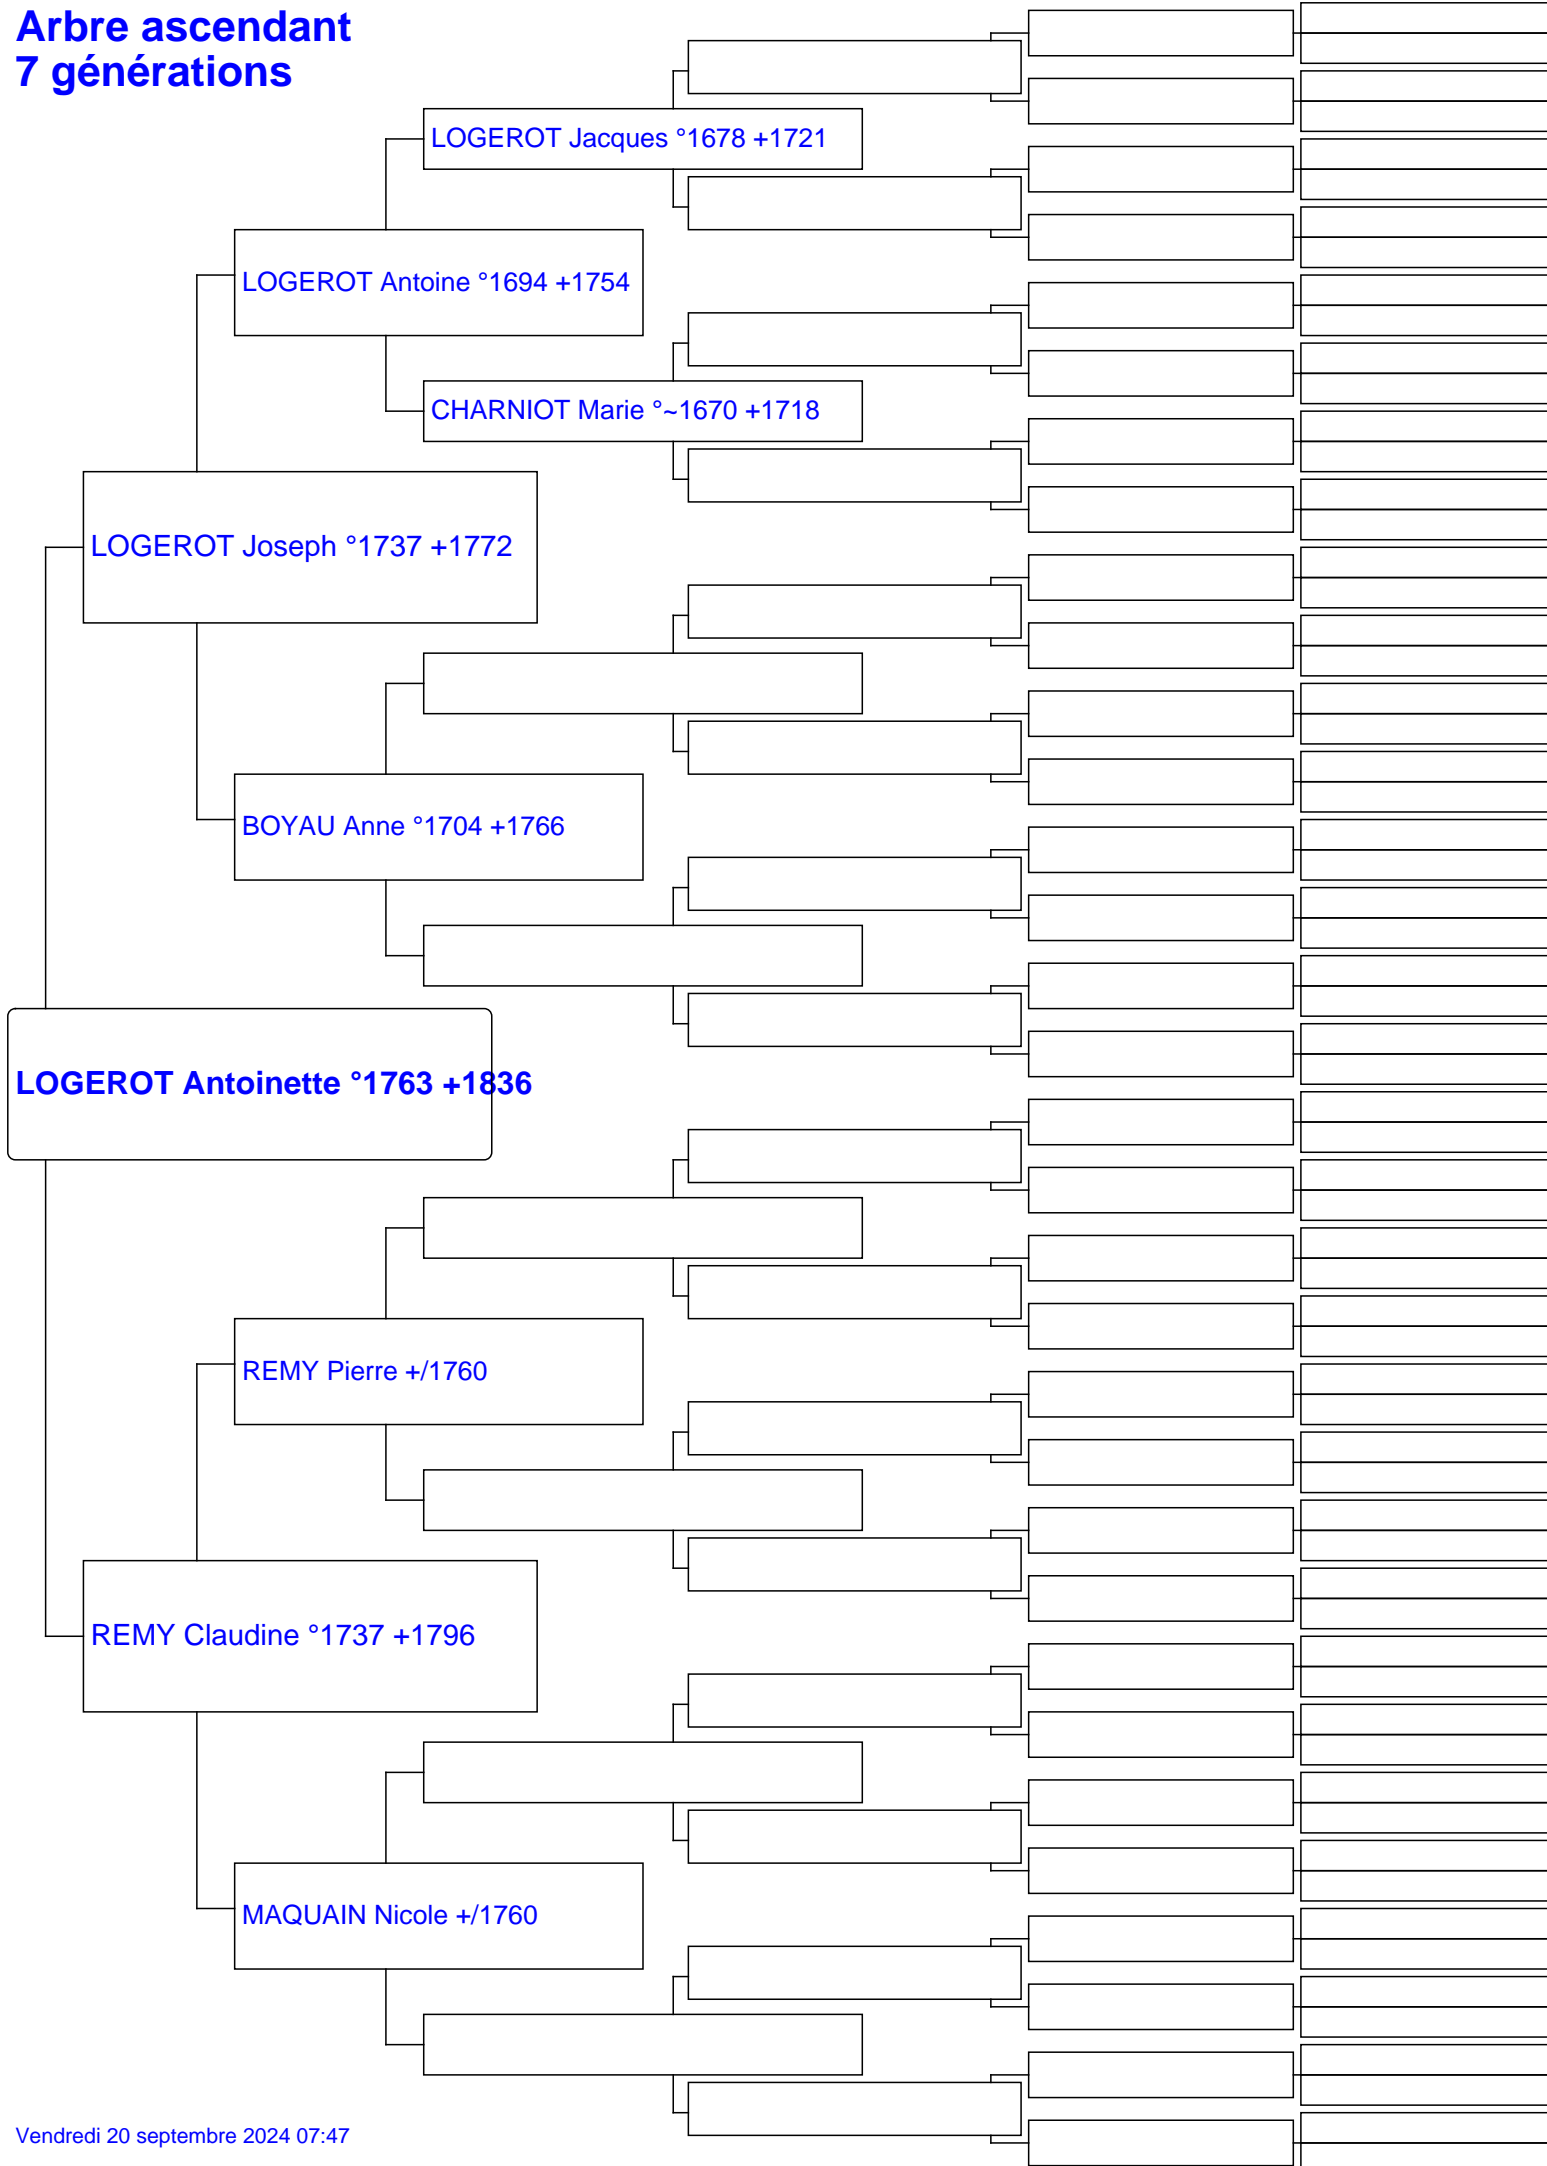 Arbre ascendant
7 générations
LOGEROT Jacques °1678 +1721
LOGEROT Antoine °1694 +1754
CHARNIOT Marie °~1670 +1718
LOGEROT Joseph °1737 +1772
BOYAU Anne °1704 +1766
LOGEROT Antoinette °1763 +1836
REMY Pierre +/1760
REMY Claudine °1737 +1796
MAQUAIN Nicole +/1760
Vendredi 20 septembre 2024 07:47